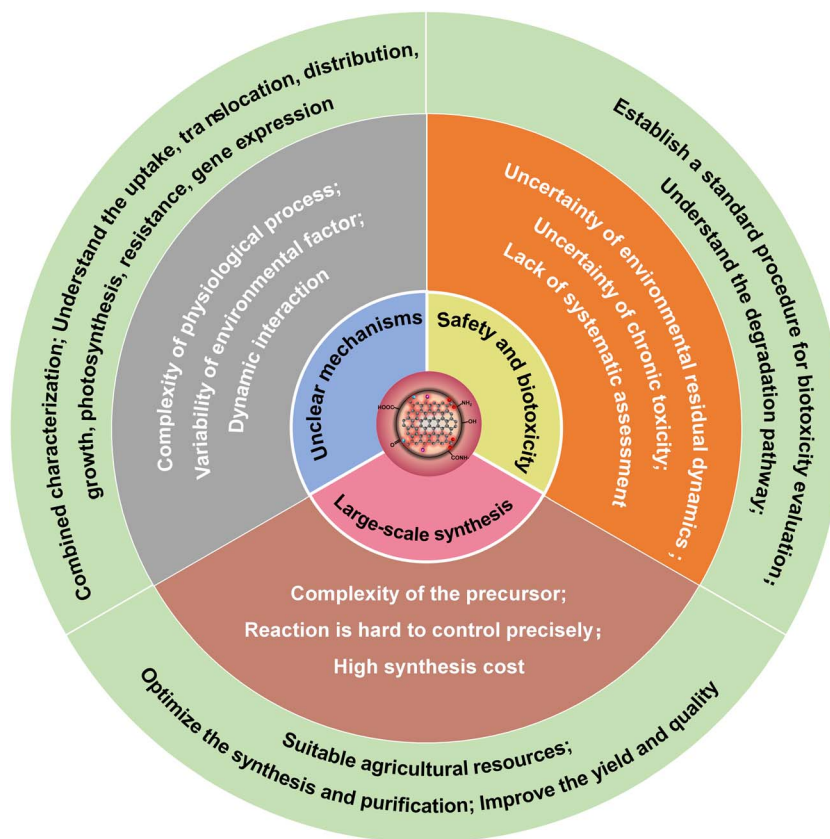 Combined characterization; Understand the uptake, translocation, distribution,
growth, photosynthesis, resistance, gene expression
Establish a standard procedure for biotoxicity evaluation;
Understand the degradation pathway;
Complexity of physiological process;
Variability of environmental factor;
Dynamic interaction
Uncertainty of environmental residual dynamics ;
Uncertainty of chronic toxicity;
Lack of systematic assessment
Unclear mechanisms
Safety and biotoxicity
HOOC
NH₂
OH
O
CONH
Large-scale synthesis
Complexity of the precursor;
Reaction is hard to control precisely;
High synthesis cost
Suitable agricultural resources;
Optimize the synthesis and purification; Improve the yield and quality